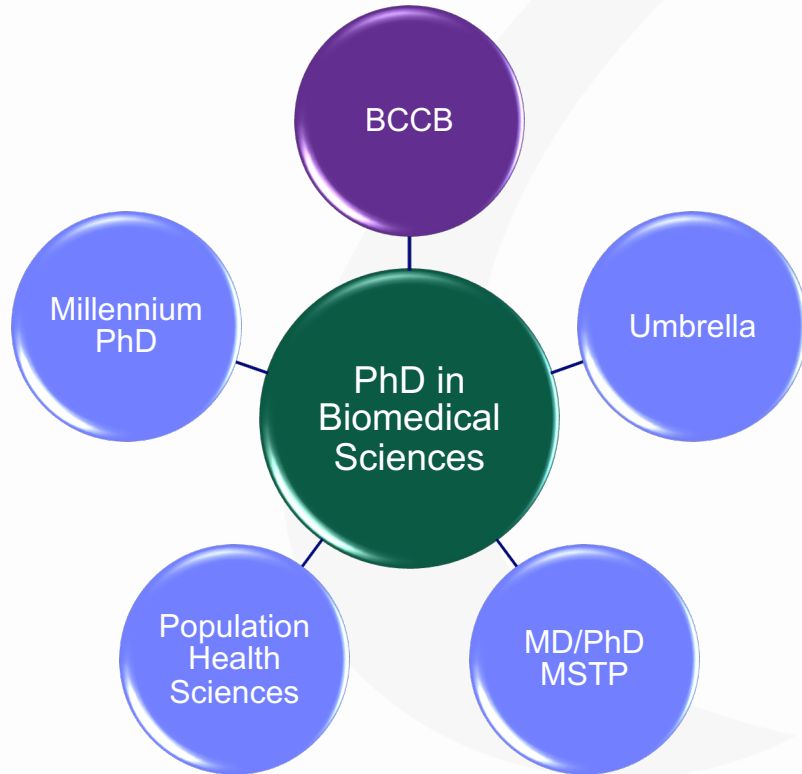 BCCB
Millennium
PhD
Umbrella
PhD in
Biomedical
Sciences
Population
Health
Sciences
MD/PhD
MSTP